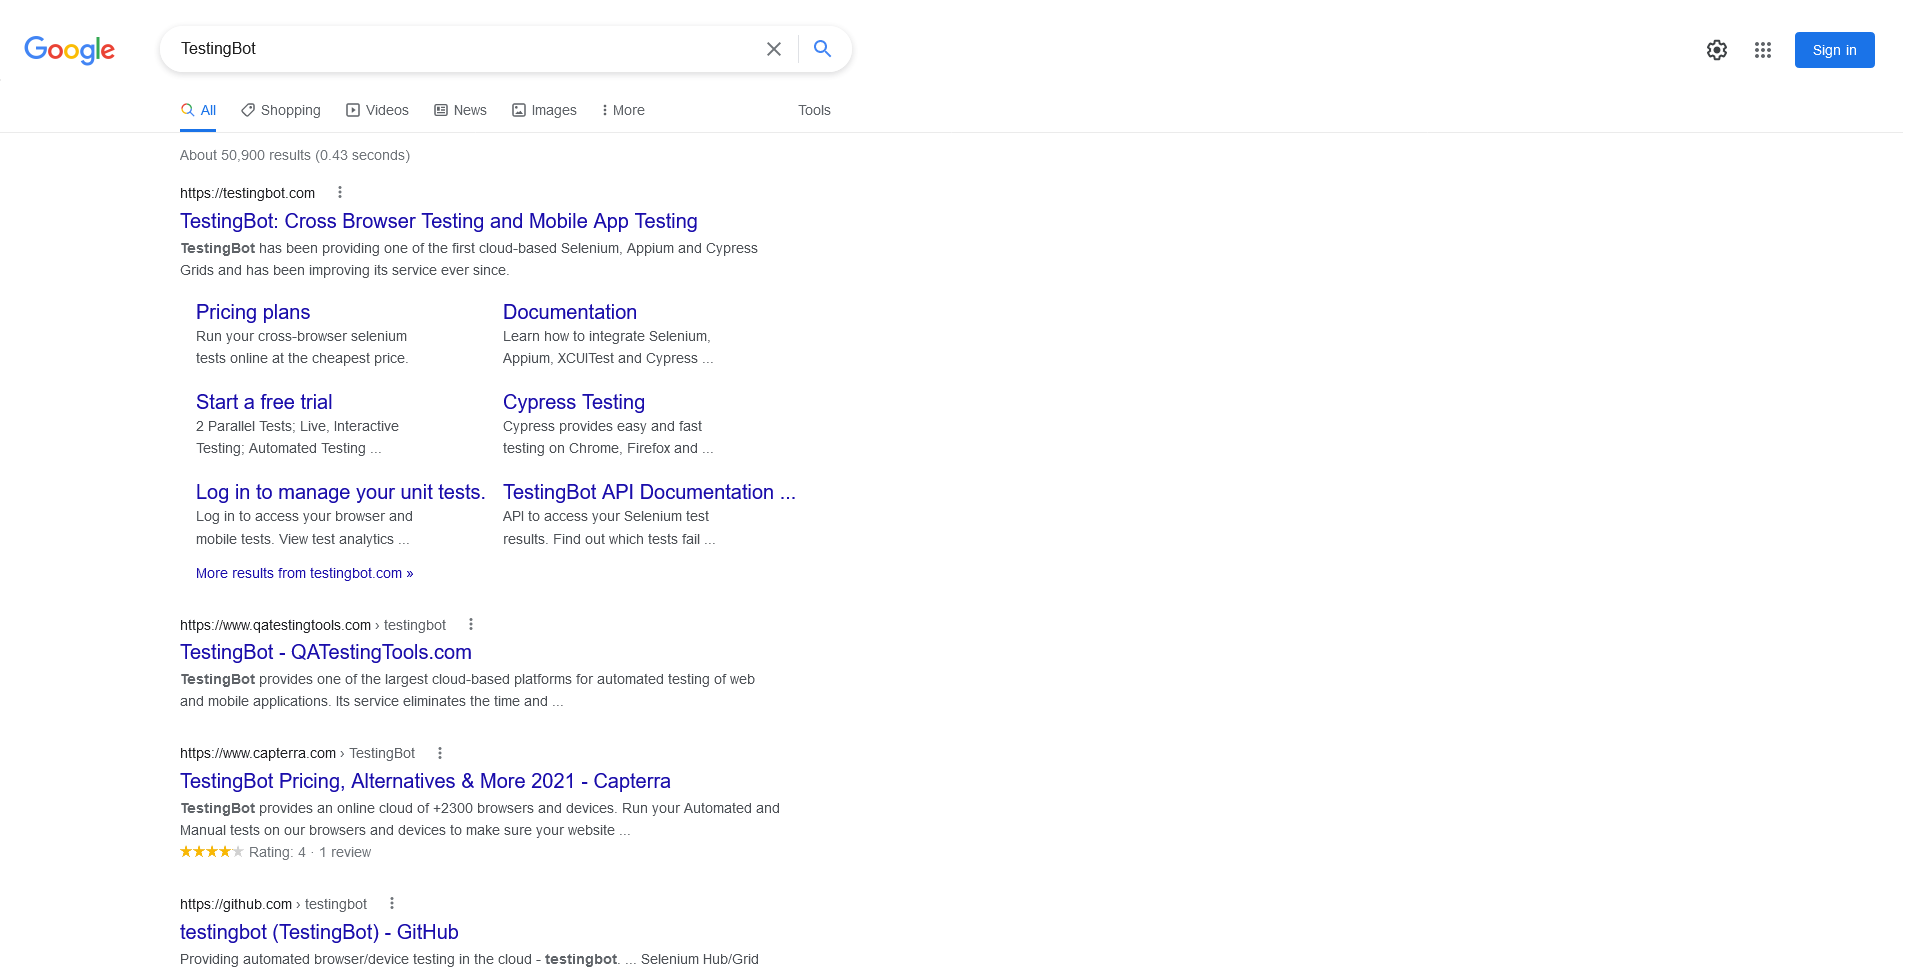 Google
TestingBot
Sign in
All
Shopping
Videos
News
Images
More
Tools
About 50,900 results (0.43 seconds)
https://testingbot.com
TestingBot: Cross Browser Testing and Mobile App Testing
TestingBot has been providing one of the first cloud-based Selenium, Appium and Cypress
Grids and has been improving its service ever since.
Pricing plans
Run your cross-browser selenium
tests online at the cheapest price.
Documentation
Learn how to integrate Selenium,
Appium, XCUITest and Cypress ...
Start a free trial
2 Parallel Tests; Live, Interactive
Testing; Automated Testing ...
Cypress Testing
Cypress provides easy and fast
testing on Chrome, Firefox and ...
Log in to manage your unit tests.
Log in to access your browser and
mobile tests. View test analytics ...
TestingBot API Documentation ...
API to access your Selenium test
results. Find out which tests fail ...
More results from testingbot.com »
https://www.qatestingtools.com › testingbot
TestingBot - QATestingTools.com
TestingBot provides one of the largest cloud-based platforms for automated testing of web
and mobile applications. Its service eliminates the time and ...
https://www.capterra.com › TestingBot
TestingBot Pricing, Alternatives & More 2021 - Capterra
TestingBot provides an online cloud of +2300 browsers and devices. Run your Automated and
Manual tests on our browsers and devices to make sure your website ...
Rating: 4 · 1 review
https://github.com › testingbot
testingbot (TestingBot) - GitHub
Providing automated browser/device testing in the cloud - testingbot. ... Selenium Hub/Grid